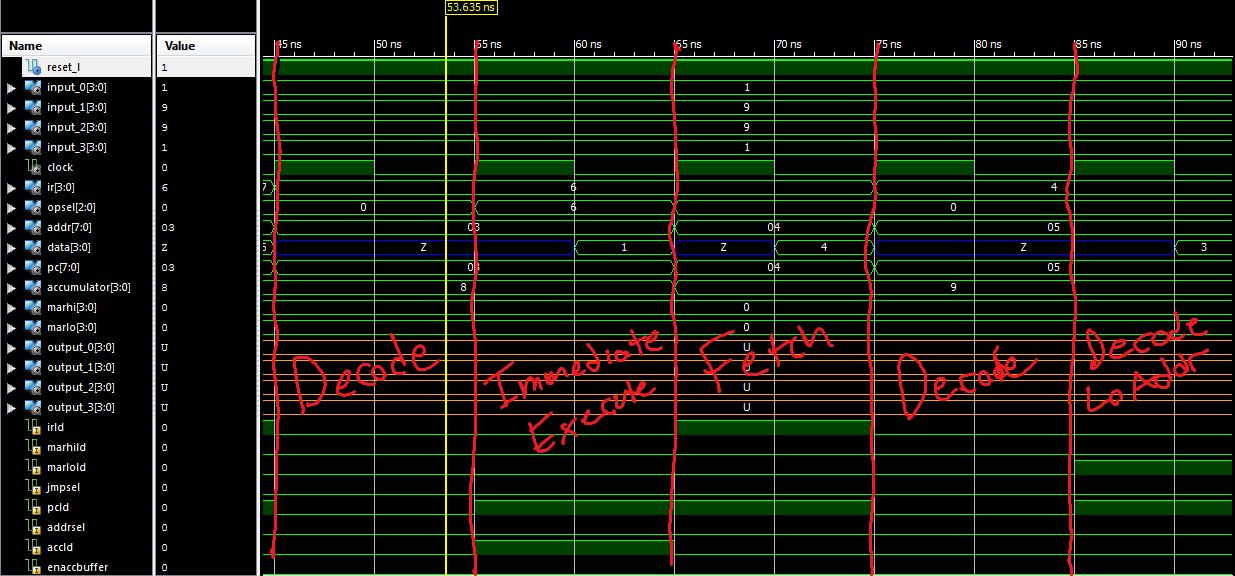 53.635 ns
Name Value
45 ns 50 ns 55 ns 60 ns 65 ns 70 ns 75 ns 80 ns 85 ns 90 ns
reset_l 1
input_0[3:0] 1 1
input_1[3:0] 9 9
input_2[3:0] 9 9
input_3[3:0] 1 1
clock 0
ir[3:0] 6 7 6 4
opsel[2:0] 0 0 6 0
addr[7:0] 03 03 04 05
data[3:0] Z Z 1 Z 4 Z 3
pc[7:0] 03 03 04 05
accumulator[3:0] 8 8 9
marhi[3:0] 0 0
marlo[3:0] 0 0
output_0[3:0] U U
output_1[3:0] U U
output_2[3:0] U U
output_3[3:0] U U
irld 0
marhild 0
marlold 0
jmpsel 0
pcld 0
addrsel 0
accld 0
enaccbuffer 0
Decode
Immediate
Execute
Decode
Decode